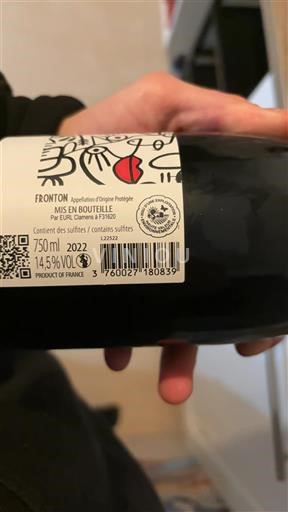 FRONTON Appellation d'Origine Protégée
MIS EN BOUTEILLE
Par EURL Clamens à F31620
Contient des sulfites / contains sulfites
L22522
750 ml 2022
14,5%VOL
PRODUCT OF FRANCE
3 760027 180839